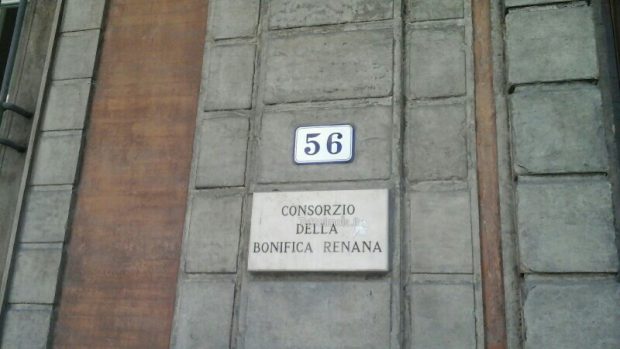 56
CONSORZIO
DELLA
BONIFICA RENANA